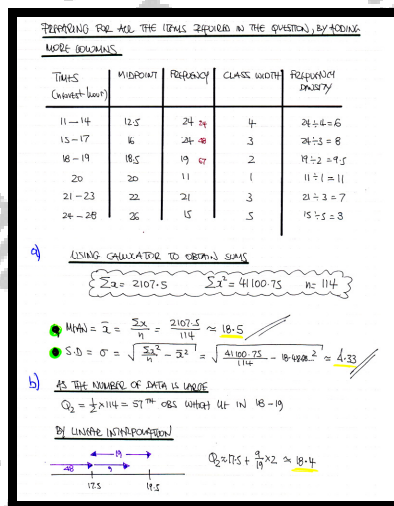 PREPARING FOR ALL THE ITEMS REQUIRED IN THE QUESTION, BY ADDING
MORE COLUMNS
TIMES (nearest hour) MIDPOINT FREQUENCY CLASS WIDTH FREQUENCY DENSITY
11 – 14 12.5 24 24 4 24÷4 = 6
15 – 17 16 24 48 3 24÷3 = 8
18 – 19 18.5 19 67 2 19÷2 = 9.5
20 20 11 1 11÷1 = 11
21 – 23 22 21 3 21÷3 = 7
24 – 28 26 15 5 15÷5 = 3
a) USING CALCULATOR TO OBTAIN SUMS
Σx = 2107.5 Σx² = 41100.75 n = 114
MEAN = x̄ = Σx/n = 2107.5/114 ≈ 18.5
S.D = σ = √(Σx²/n – x̄²) = √(41100.75/114 – 18.4868...²) ≈ 4.33
b) AS THE NUMBER OF DATA IS LARGE
Q₂ = ½×114 = 57TH OBS WHICH LIE IN 18–19
BY LINEAR INTERPOLATION
19
48 9
17.5 19.5
Q₂ ≈ 17.5 + 9/19 × 2 ≈ 18.4